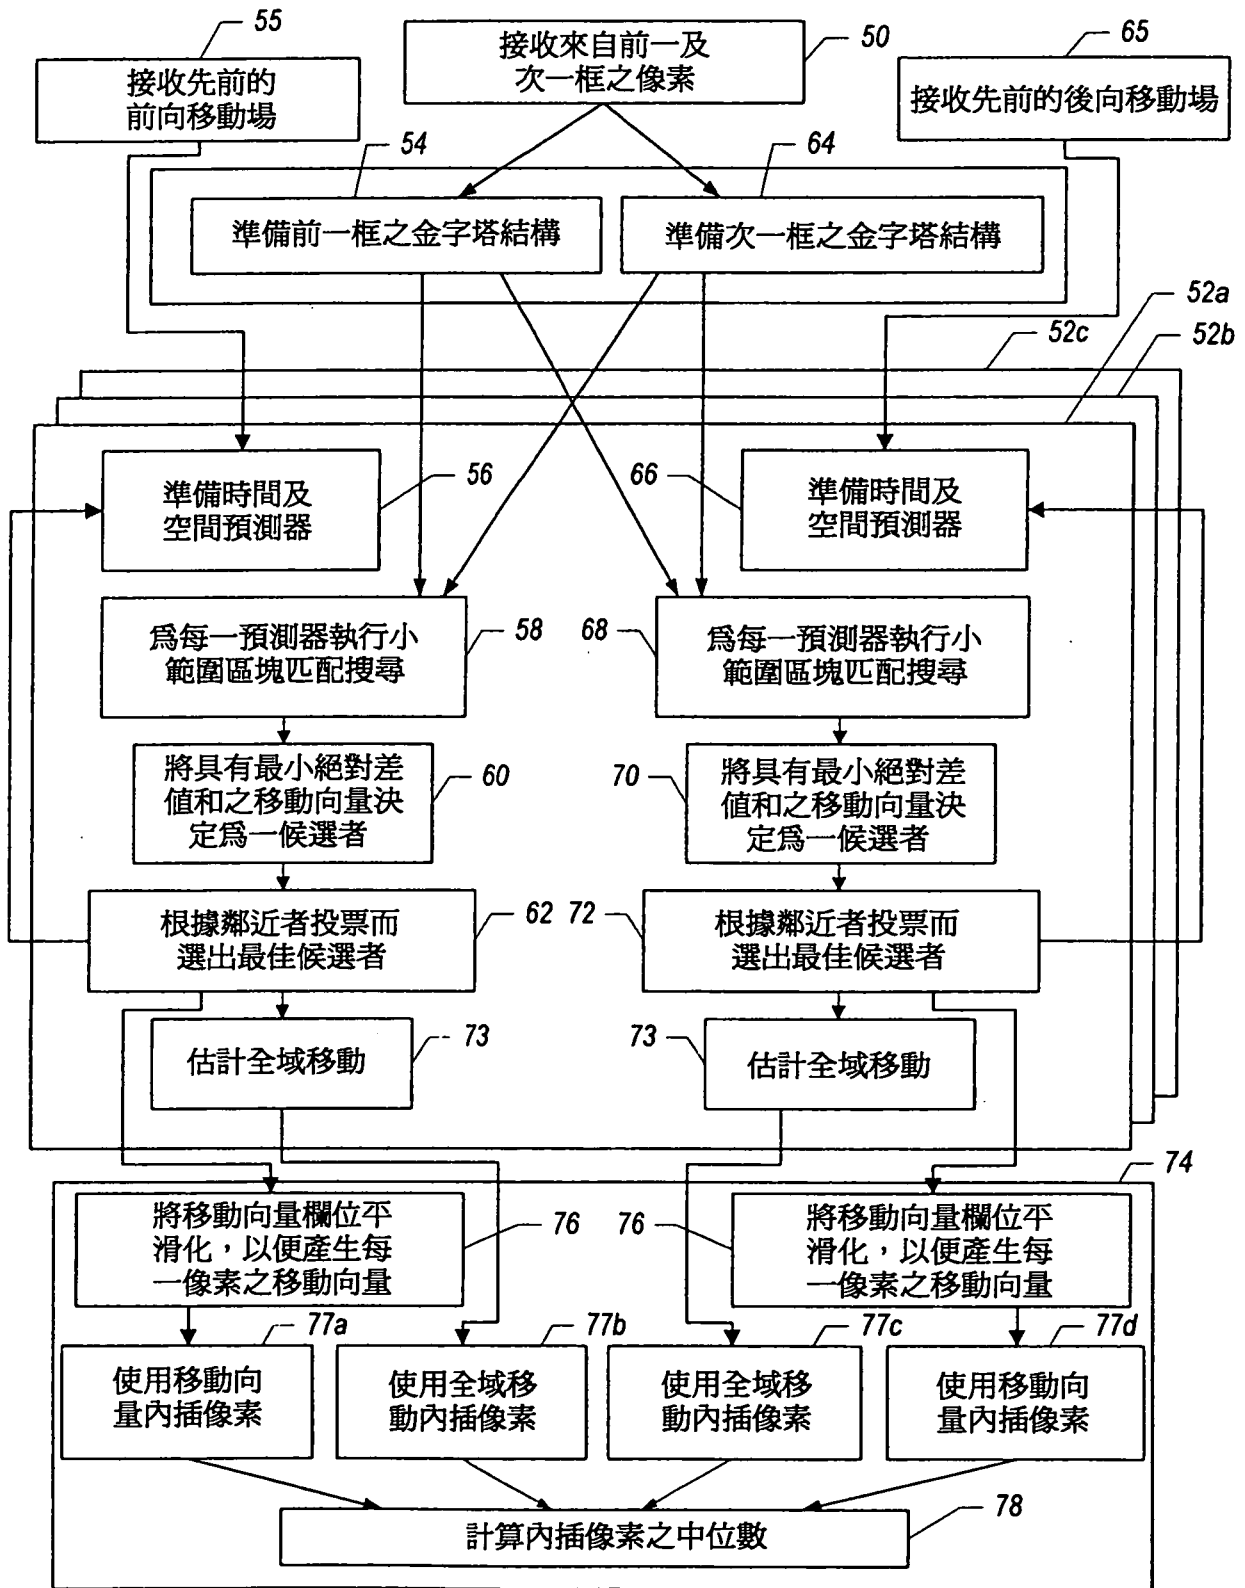 55
50
65
接收先前的
前向移動場
接收來自前一及
次一框之像素
接收先前的後向移動場
54
64
準備前一框之金字塔結構
準備次一框之金字塔結構
52a
52c
52b
準備時間及
空間預測器
56
66
準備時間及
空間預測器
為每一預測器執行小
範圍區塊匹配搜尋
58
68
為每一預測器執行小
範圍區塊匹配搜尋
將具有最小絕對差
值和之移動向量決
定為一候選者
60
70
將具有最小絕對差
值和之移動向量決
定為一候選者
根據鄰近者投票而
選出最佳候選者
62
72
根據鄰近者投票而
選出最佳候選者
估計全域移動
73
73
估計全域移動
74
將移動向量欄位平
滑化，以便產生每
一像素之移動向量
76
76
將移動向量欄位平
滑化，以便產生每
一像素之移動向量
77a
77b
77c
77d
使用移動向
量內插像素
使用全域移
動內插像素
使用全域移
動內插像素
使用移動向
量內插像素
計算內插像素之中位數
78